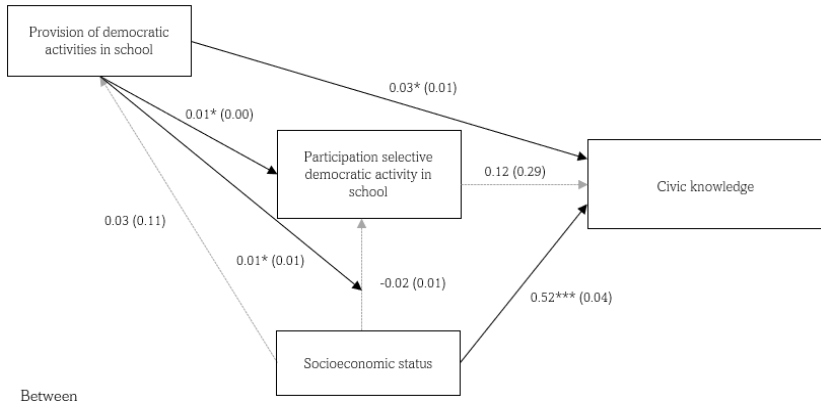 Provision of democratic
activities in school
0.03* (0.01)
0.01* (0.00)
Participation selective
democratic activity in
school
0.12 (0.29)
Civic knowledge
0.03 (0.11)
0.01* (0.01)
-0.02 (0.01)
0.52*** (0.04)
Socioeconomic status
Between